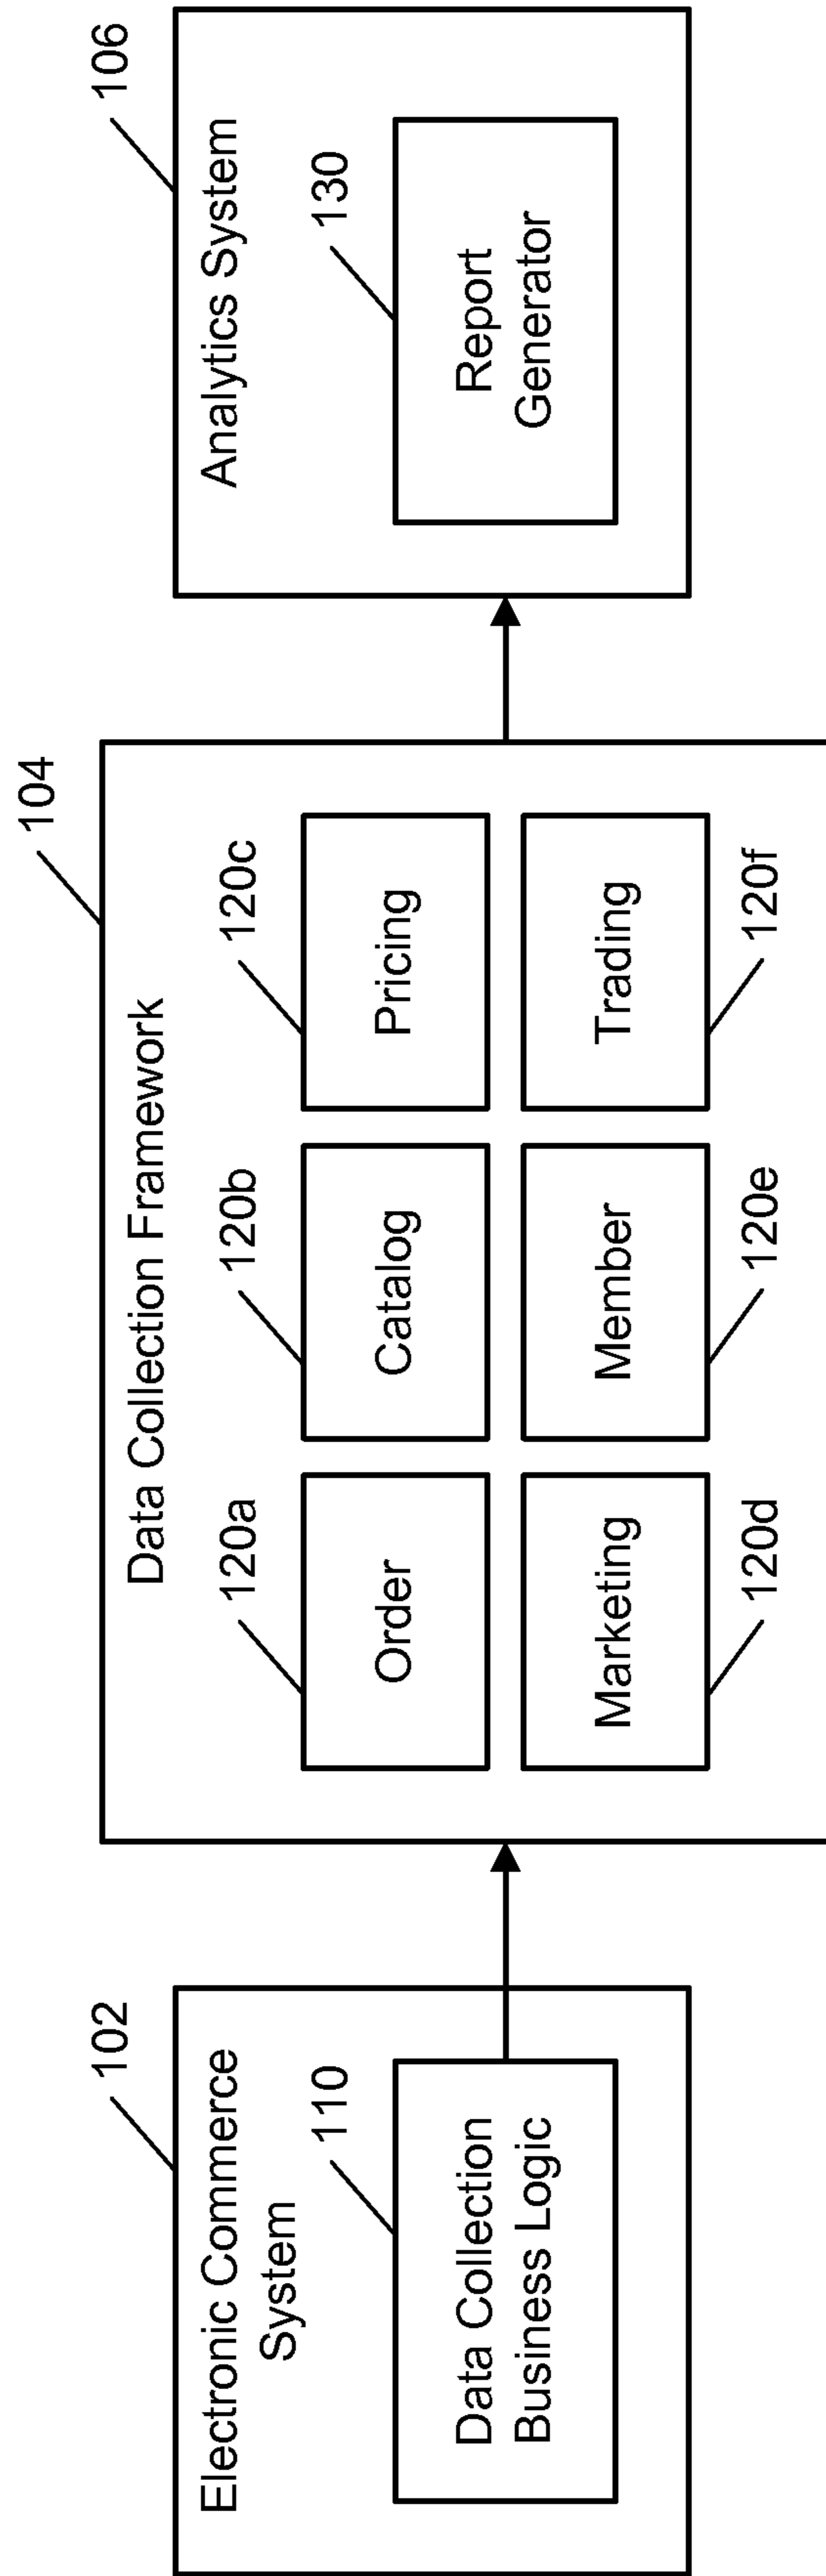 102
Electronic Commerce
System
110
Data Collection
Business Logic
104
Data Collection Framework
120a
Order
120b
Catalog
120c
Pricing
Marketing
120d
Member
120e
Trading
120f
106
Analytics System
130
Report
Generator